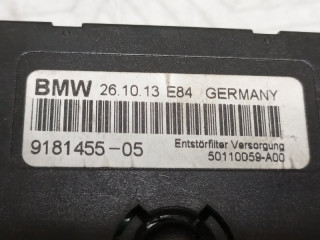 BMW 26.10.13 E84 GERMANY
9181455-05 Entstörfilter Versorgung
50110059-A00